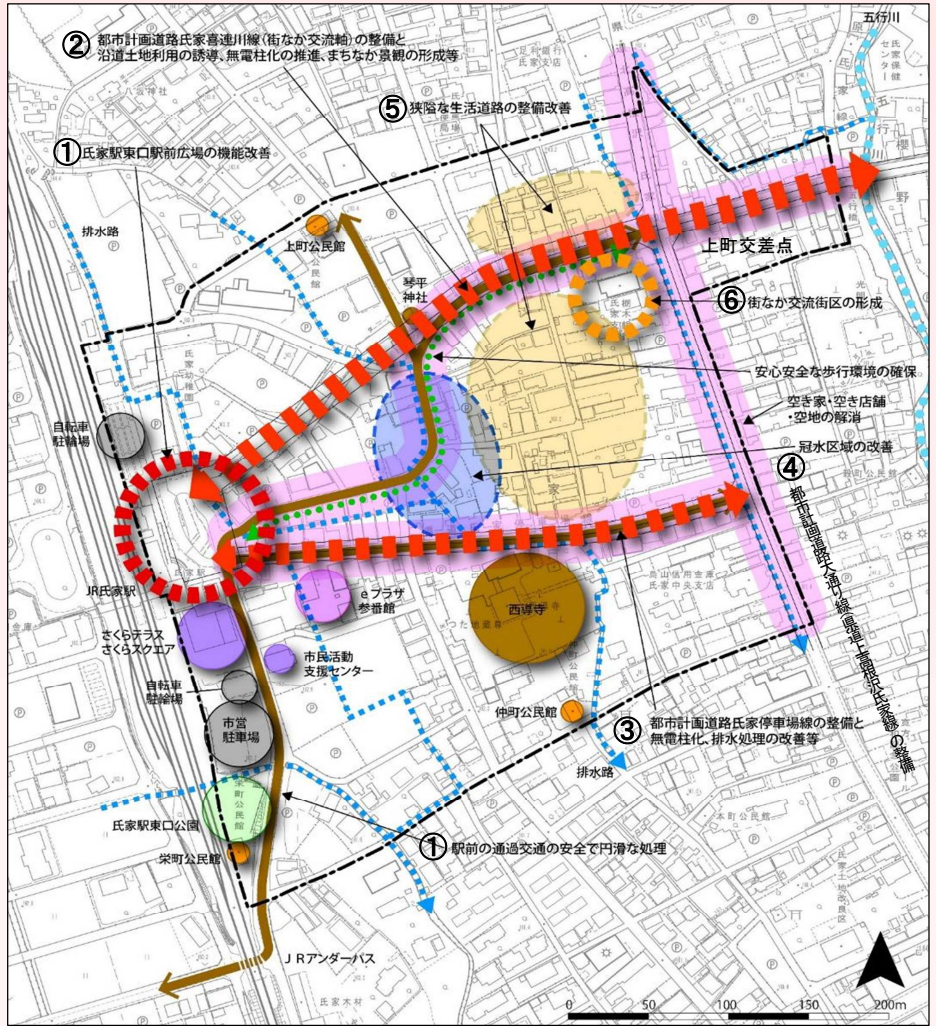 五行川
② 都市計画道路氏家喜連川線(街なか交流軸)の整備と
沿道土地利用の誘導、無電柱化の推進、まちなか景観の形成等
⑤ 狭隘な生活道路の整備改善
① 氏家駅東口駅前広場の機能改善
排水路
上町公民館
琴平
神社
上町交差点
⑥ 街なか交流街区の形成
安心安全な歩行環境の確保
空き家・空き店舗
・空地の解消
冠水区域の改善
自転車
駐輪場
④ 都市計画道路大通り線(県道上高根沢氏家線)の整備
JR氏家駅
eプラザ
参番館
西導寺
さくらテラス
さくらスクエア
市民活動
支援センター
自転車
駐輪場
市営
駐車場
仲町公民館
③ 都市計画道路氏家停車場線の整備と
無電柱化、排水処理の改善等
排水路
氏家駅東口公園
栄町公民館
① 駅前の通過交通の安全で円滑な処理
JRアンダーパス
氏家木材
0 50 100 150 200m